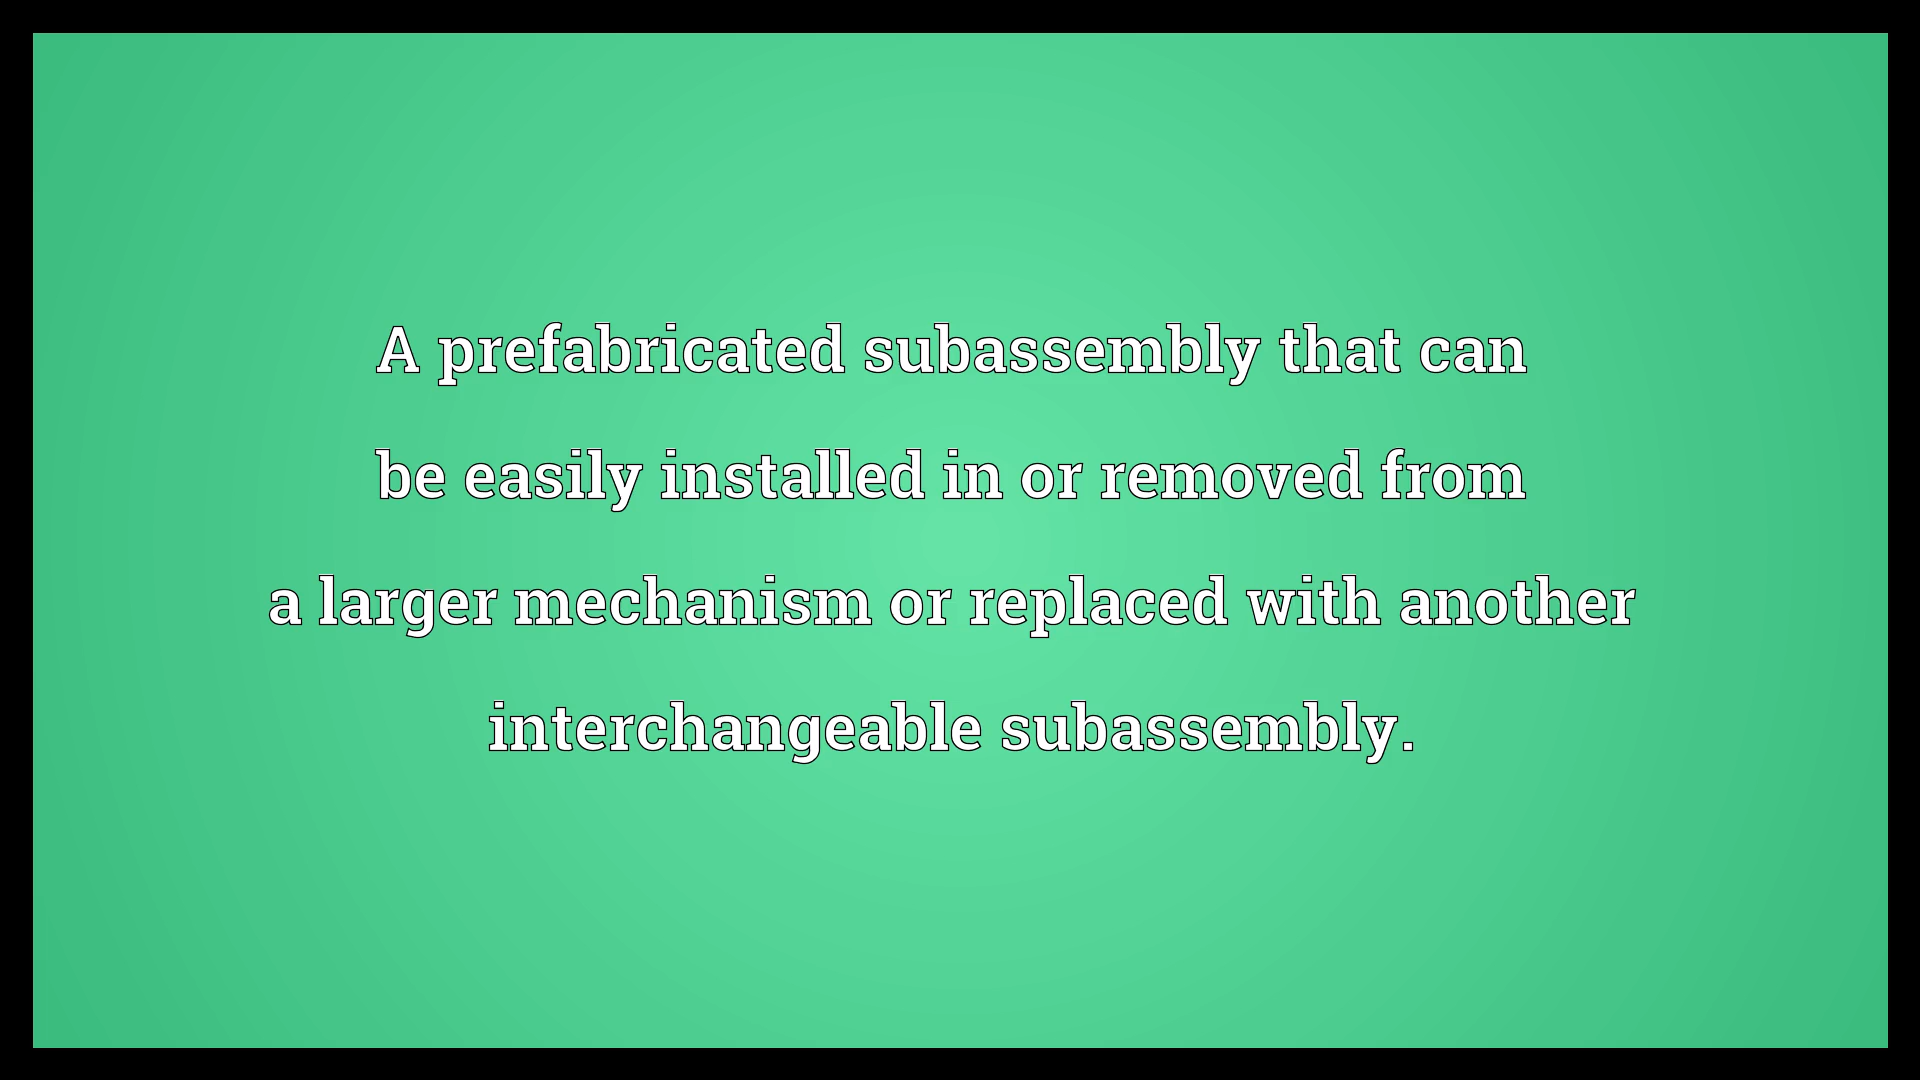 A prefabricated subassembly that can
be easily installed in or removed from
a larger mechanism or replaced with another
interchangeable subassembly.